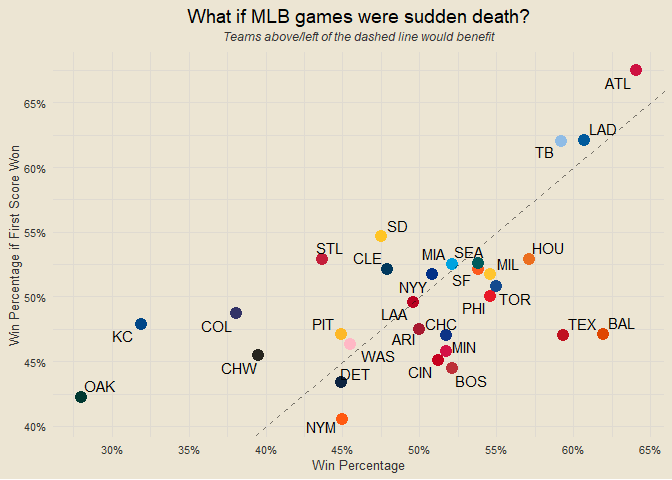 What if MLB games were sudden death?
Teams above/left of the dashed line would benefit
ATL
65%
LAD
TB
60%
Win Percentage if First Score Won
SD
55%
STL
CLE
MIA
SEA
HOU
SF
MIL
50%
NYY
TOR
PHI
LAA
KC
COL
PIT
ARI
CHC
TEX
BAL
45%
CHW
WAS
MIN
DET
CIN
BOS
OAK
40%
NYM
30%
35%
40%
45%
50%
55%
60%
65%
Win Percentage